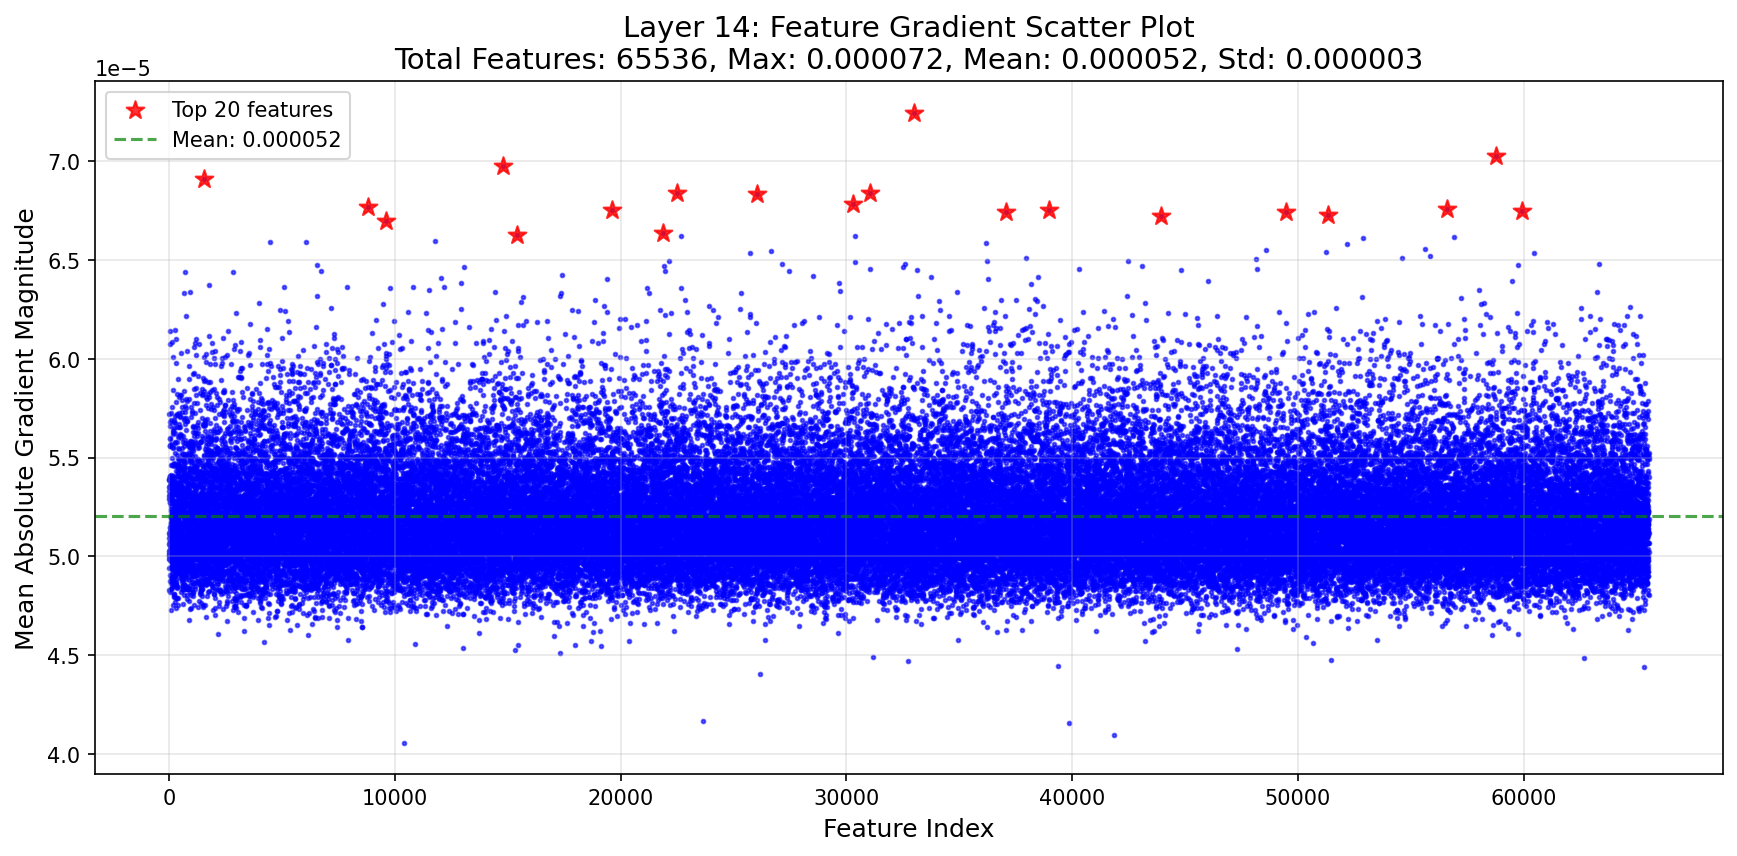 Layer 14: Feature Gradient Scatter Plot
Total Features: 65536, Max: 0.000072, Mean: 0.000052, Std: 0.000003
1e−5
Top 20 features
Mean: 0.000052
Mean Absolute Gradient Magnitude
7.0
6.5
6.0
5.5
5.0
4.5
4.0
0
10000
20000
30000
40000
50000
60000
Feature Index